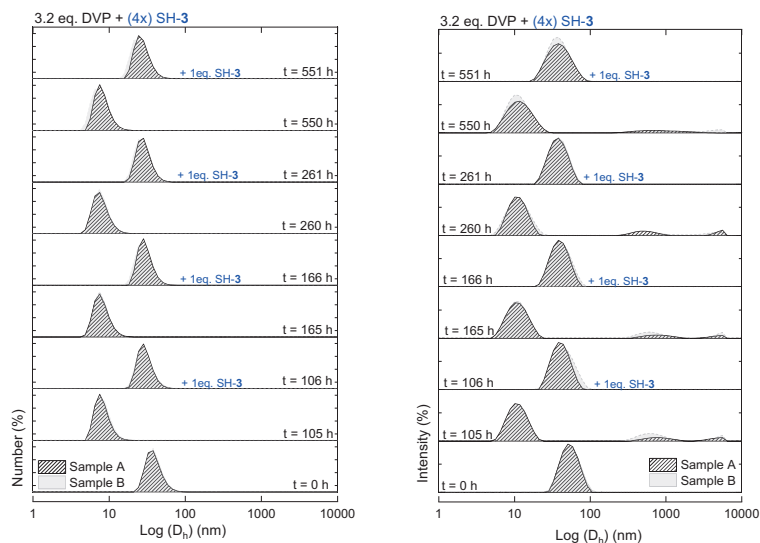 3.2 eq. DVP + (4x) SH-3
+ 1eq. SH-3
t = 551 h
t = 550 h
+ 1eq. SH-3
t = 261 h
t = 260 h
+ 1eq. SH-3
t = 166 h
t = 165 h
+ 1eq. SH-3
t = 106 h
t = 105 h
Number (%)
Sample A
Sample B
t = 0 h
1 10 100 1000 10000
Log (Dh) (nm)
3.2 eq. DVP + (4x) SH-3
t = 551 h
+ 1eq. SH-3
t = 550 h
t = 261 h
+ 1eq. SH-3
t = 260 h
t = 166 h
+ 1eq. SH-3
t = 165 h
t = 106 h
+ 1eq. SH-3
t = 105 h
Intensity (%)
t = 0 h
Sample A
Sample B
1 10 100 1000 10000
Log (Dh) (nm)